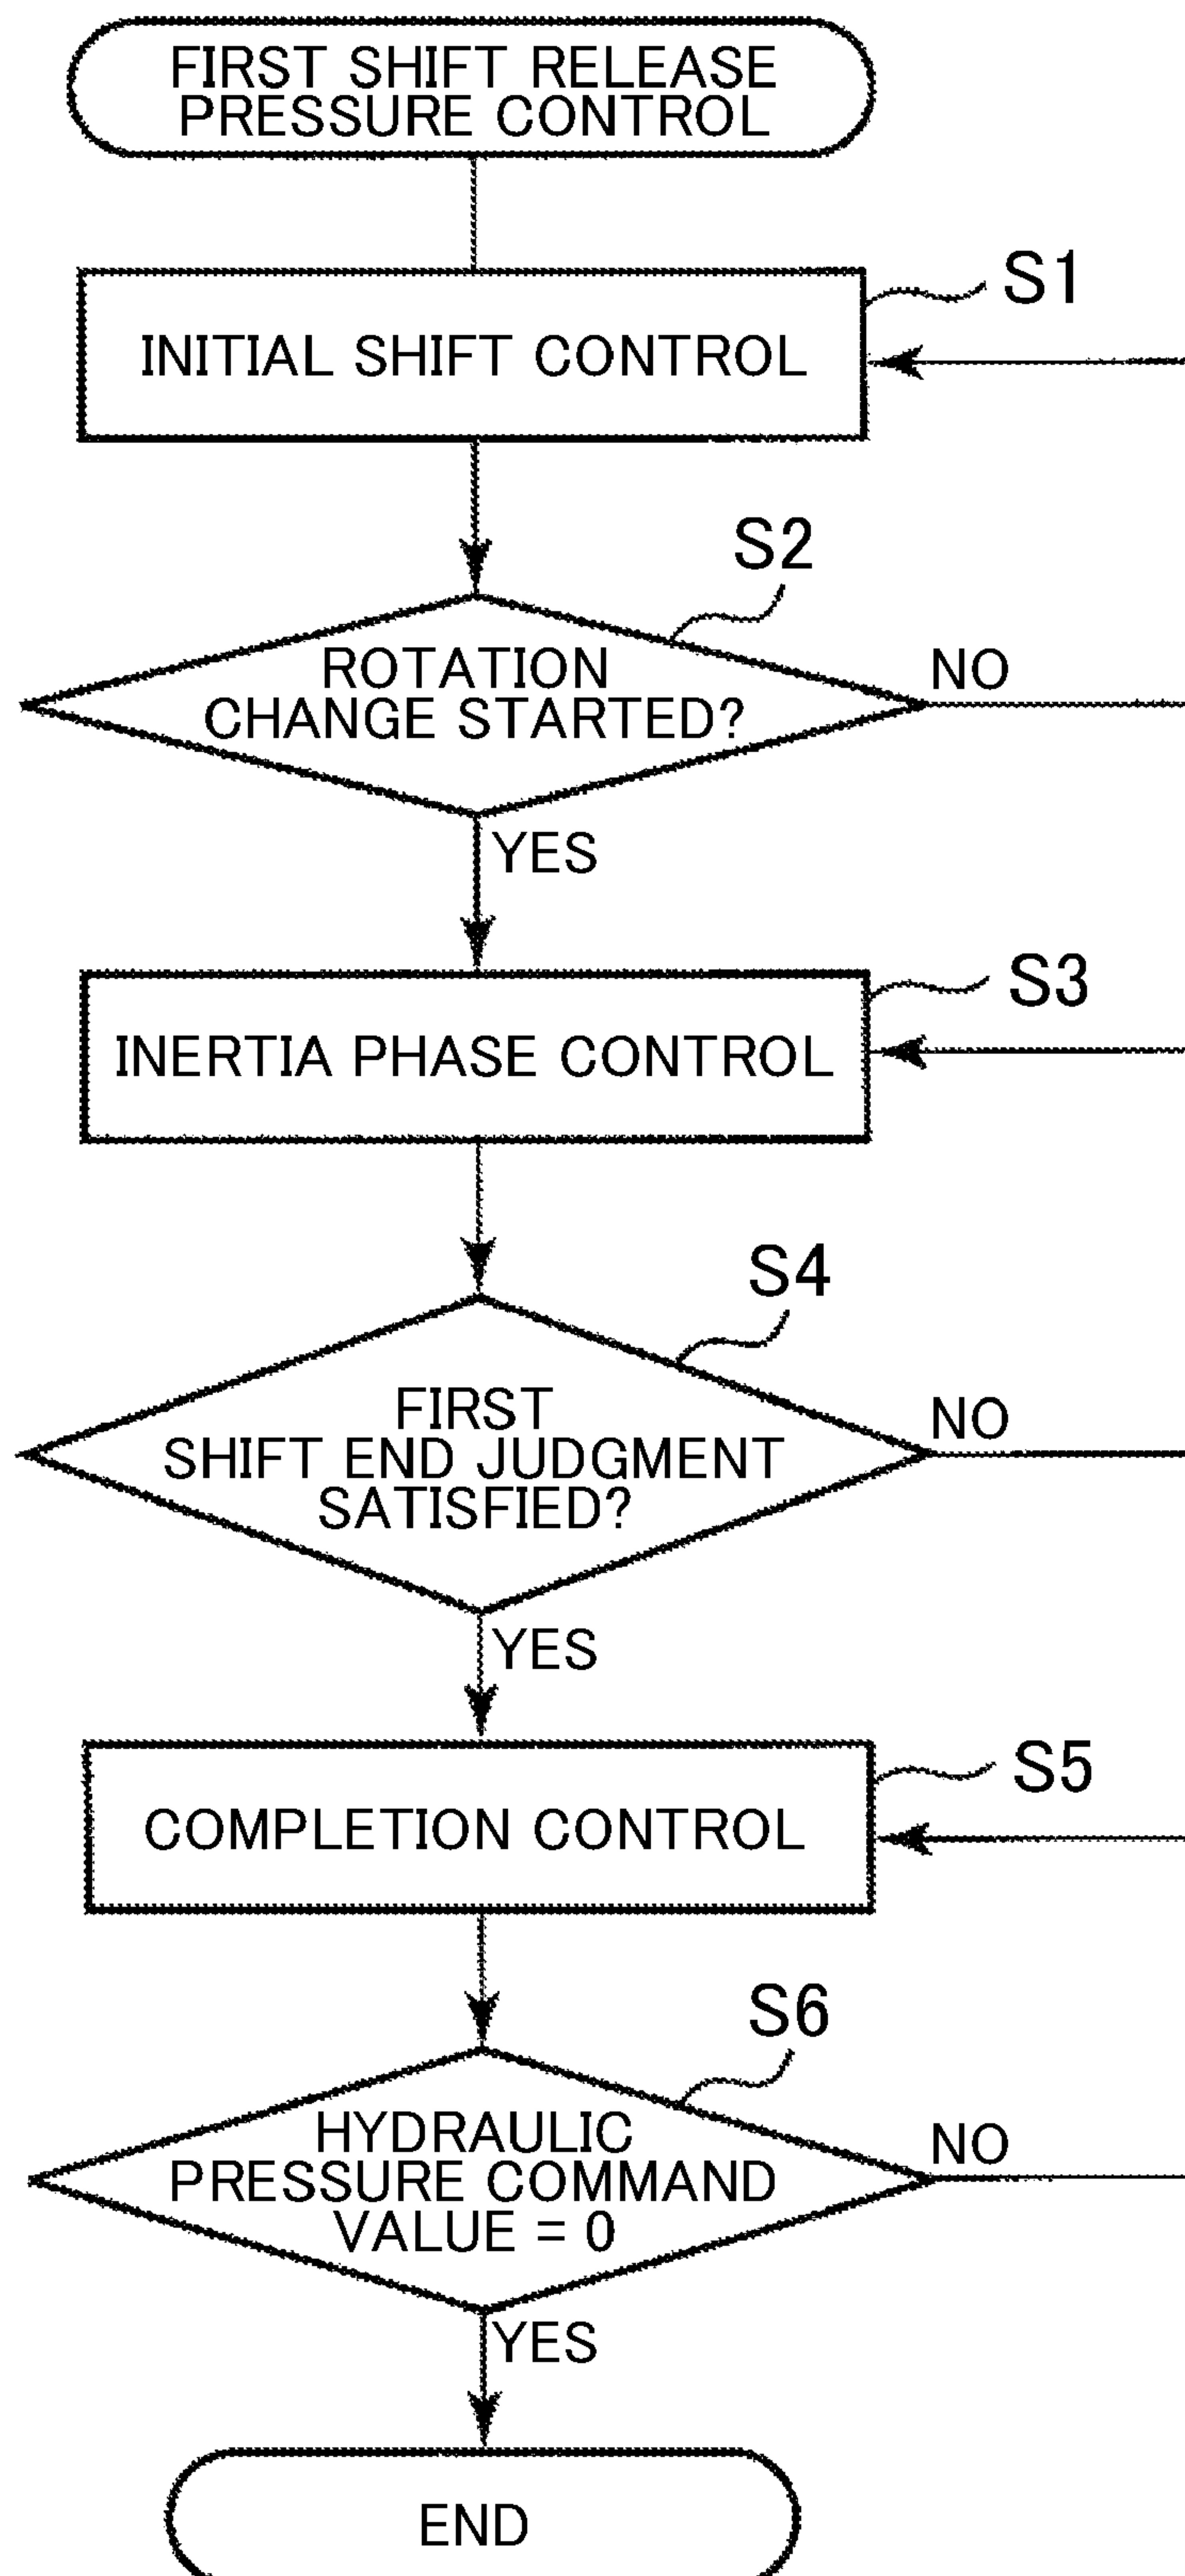 FIRST SHIFT RELEASE
PRESSURE CONTROL
S1
INITIAL SHIFT CONTROL
S2
ROTATION
CHANGE STARTED?
NO
YES
S3
INERTIA PHASE CONTROL
S4
FIRST
SHIFT END JUDGMENT
SATISFIED?
NO
YES
S5
COMPLETION CONTROL
S6
HYDRAULIC
PRESSURE COMMAND
VALUE = 0
NO
YES
END